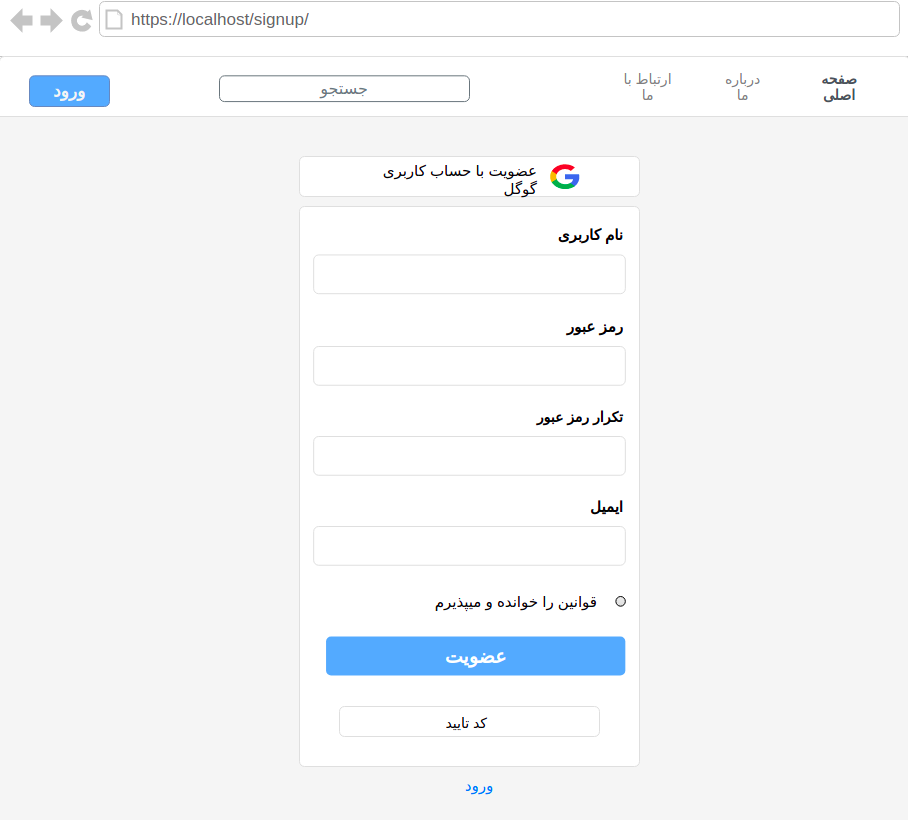 https://localhost/signup/
صفحه
اصلی
درباره
ما
ارتباط با
ما
جستجو
ورود
عضویت با حساب کاربری
گوگل
نام کاربری
رمز عبور
تکرار رمز عبور
ایمیل
قوانین را خوانده و میپذیرم
عضویت
کد تایید
ورود